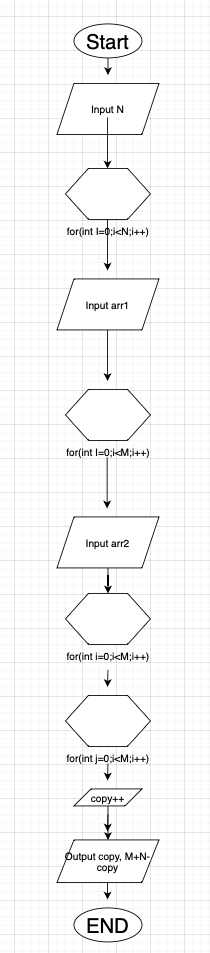 Start
Input N
for(int I=0;i<N;i++)
Input arr1
for(int I=0;i<M;i++)
Input arr2
for(int i=0;i<M;i++)
for(int j=0;i<M;i++)
copy++
Output copy, M+N-
copy
END